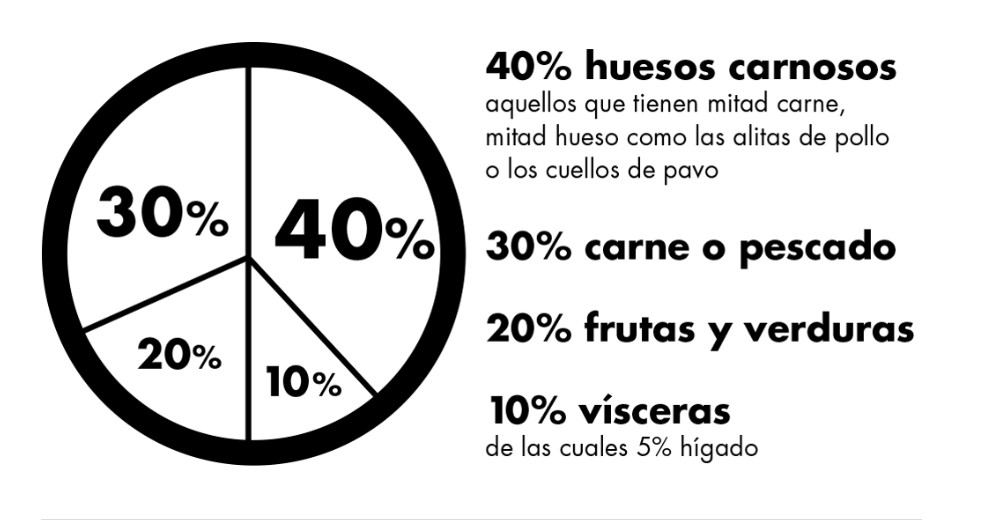 30%
40%
20%
10%
40% huesos carnosos
aquellos que tienen mitad carne,
mitad hueso como las alitas de pollo
o los cuellos de pavo
30% carne o pescado
20% frutas y verduras
10% vísceras
de las cuales 5% hígado